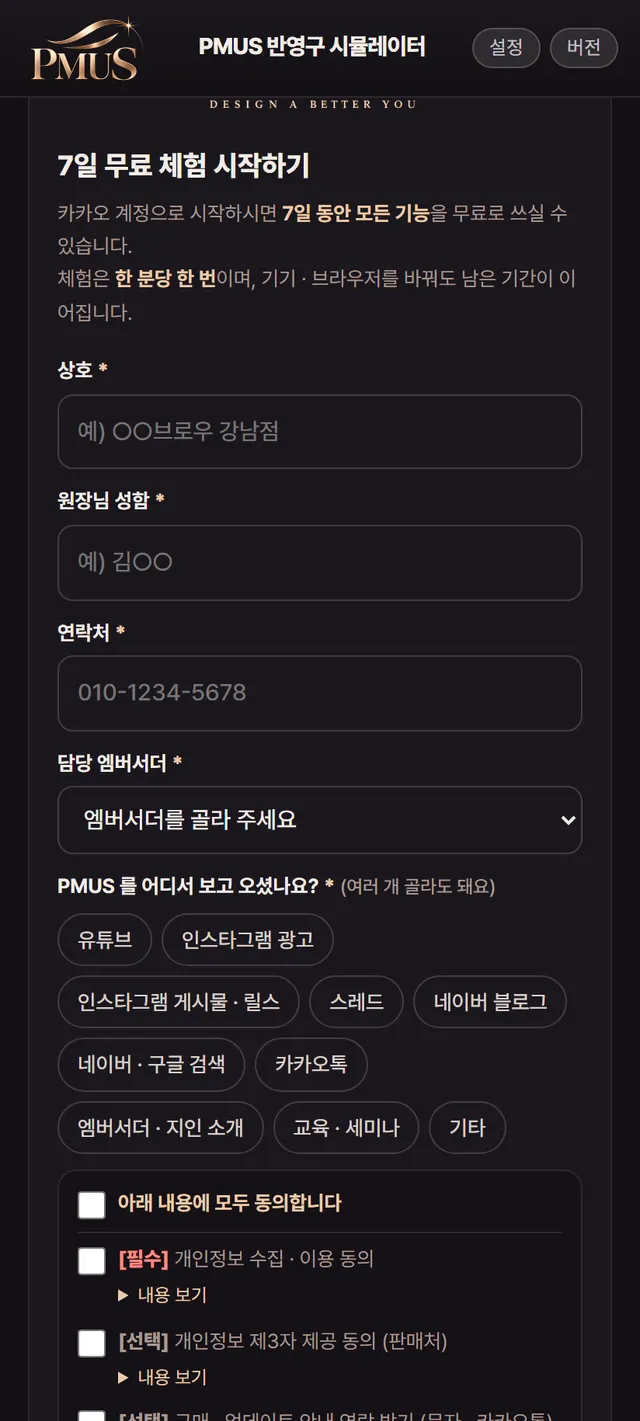 PMUS
PMUS 반영구 시뮬레이터
설정
버전
DESIGN A BETTER YOU
7일 무료 체험 시작하기
카카오 계정으로 시작하시면 7일 동안 모든 기능을 무료로 쓰실 수
있습니다.
체험은 한 분당 한 번이며, 기기 · 브라우저를 바꿔도 남은 기간이 이
어집니다.
상호 *
예) ○○브로우 강남점
원장님 성함 *
예) 김○○
연락처 *
010-1234-5678
담당 엠버서더 *
엠버서더를 골라 주세요
PMUS 를 어디서 보고 오셨나요? * (여러 개 골라도 돼요)
유튜브
인스타그램 광고
인스타그램 게시물 · 릴스
스레드
네이버 블로그
네이버 · 구글 검색
카카오톡
엠버서더 · 지인 소개
교육 · 세미나
기타
아래 내용에 모두 동의합니다
[필수] 개인정보 수집 · 이용 동의
▶ 내용 보기
[선택] 개인정보 제3자 제공 동의 (판매처)
▶ 내용 보기